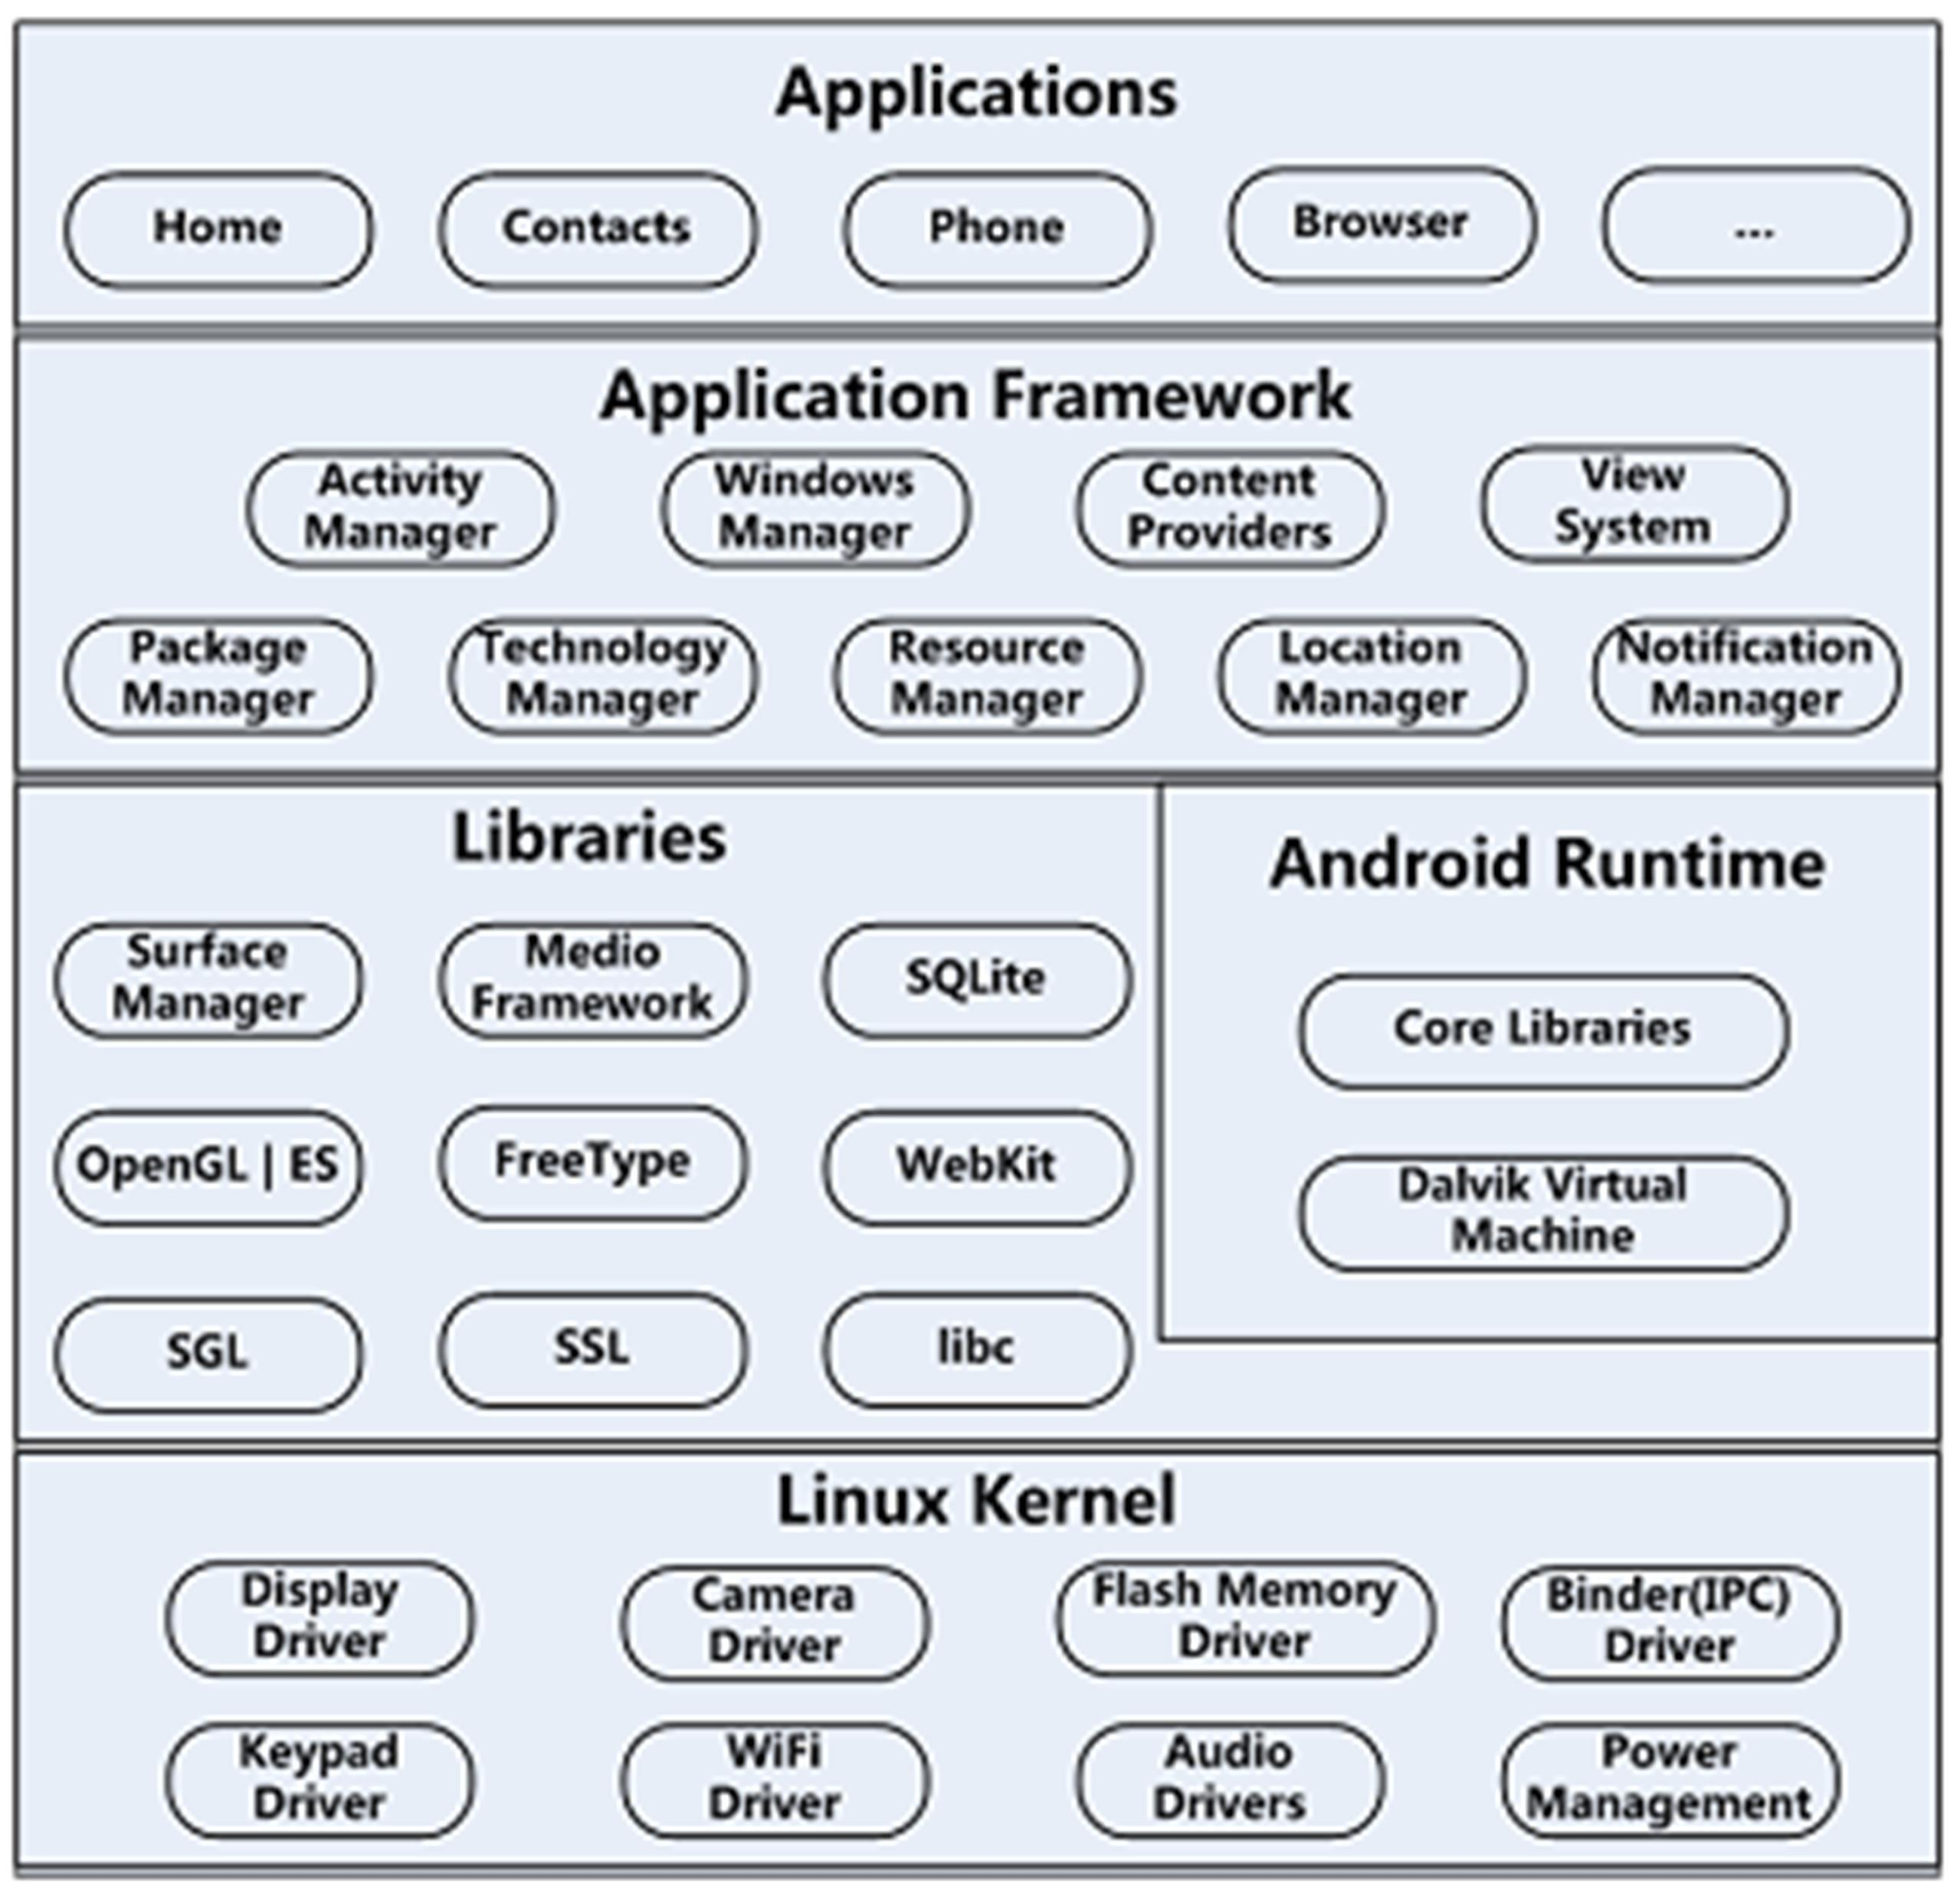 Applications
Home
Contacts
Phone
Browser
...
Application Framework
Activity
Manager
Windows
Manager
Content
Providers
View
System
Package
Manager
Technology
Manager
Resource
Manager
Location
Manager
Notification
Manager
Libraries
Surface
Manager
Medio
Framework
SQLite
OpenGL | ES
FreeType
WebKit
SGL
SSL
libc
Android Runtime
Core Libraries
Dalvik Virtual
Machine
Linux Kernel
Display
Driver
Camera
Driver
Flash Memory
Driver
Binder(IPC)
Driver
Keypad
Driver
WiFi
Driver
Audio
Drivers
Power
Management